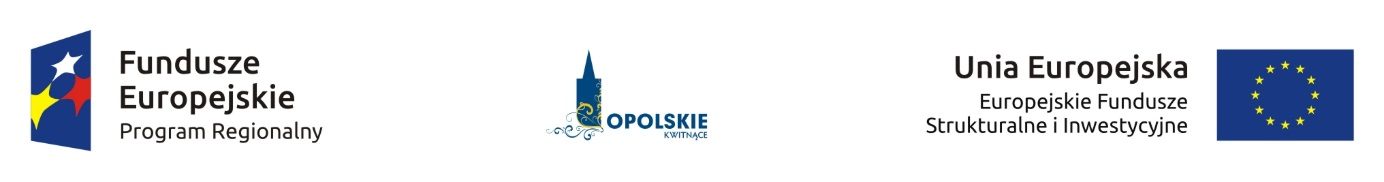 Fundusze
Europejskie
Program Regionalny
OPOLSKIE
KWITNĄCE
Unia Europejska
Europejskie Fundusze
Strukturalne i Inwestycyjne